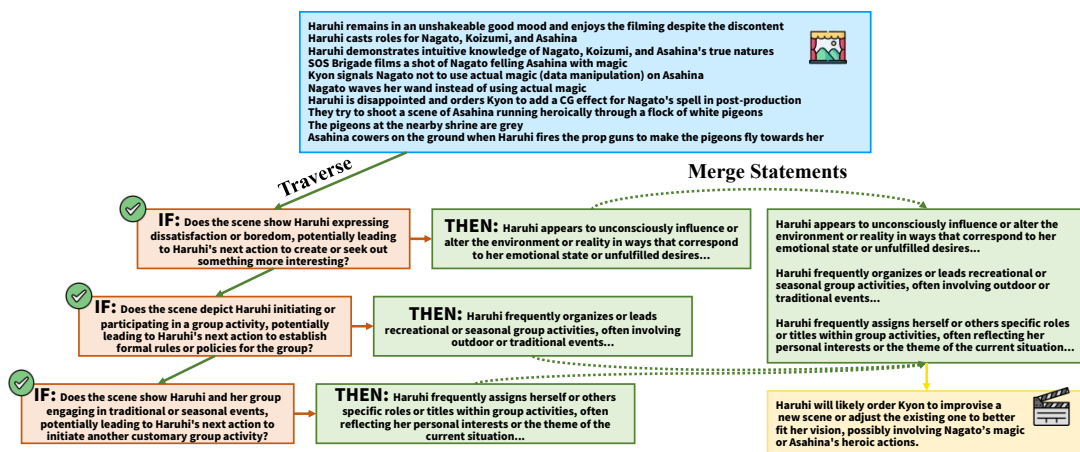 Haruhi remains in an unshakeable good mood and enjoys the filming despite the discontent
Haruhi casts roles for Nagato, Koizumi, and Asahina
Haruhi demonstrates intuitive knowledge of Nagato, Koizumi, and Asahina's true natures
SOS Brigade films a shot of Nagato felling Asahina with magic
Kyon signals Nagato not to use actual magic (data manipulation) on Asahina
Nagato waves her wand instead of using actual magic
Haruhi is disappointed and orders Kyon to add a CG effect for Nagato's spell in post-production
They try to shoot a scene of Asahina running heroically through a flock of white pigeons
The pigeons at the nearby shrine are grey
Asahina cowers on the ground when Haruhi fires the prop guns to make the pigeons fly towards her
Traverse
Merge Statements
IF: Does the scene show Haruhi expressing
dissatisfaction or boredom, potentially leading
to Haruhi's next action to create or seek out
something more interesting?
THEN: Haruhi appears to unconsciously influence or
alter the environment or reality in ways that correspond
to her emotional state or unfulfilled desires...
IF: Does the scene depict Haruhi initiating or
participating in a group activity, potentially
leading to Haruhi's next action to establish
formal rules or policies for the group?
THEN: Haruhi frequently organizes or leads
recreational or seasonal group activities, often involving
outdoor or traditional events...
IF: Does the scene show Haruhi and her group
engaging in traditional or seasonal events,
potentially leading to Haruhi's next action to
initiate another customary group activity?
THEN: Haruhi frequently assigns herself or others
specific roles or titles within group activities, often
reflecting her personal interests or the theme of the
current situation...
Haruhi appears to unconsciously influence or alter the
environment or reality in ways that correspond to her
emotional state or unfulfilled desires...
Haruhi frequently organizes or leads recreational or
seasonal group activities, often involving outdoor or
traditional events...
Haruhi frequently assigns herself or others specific roles
or titles within group activities, often reflecting her
personal interests or the theme of the current situation...
Haruhi will likely order Kyon to improvise a
new scene or adjust the existing one to better
fit her vision, possibly involving Nagato's magic
or Asahina's heroic actions.